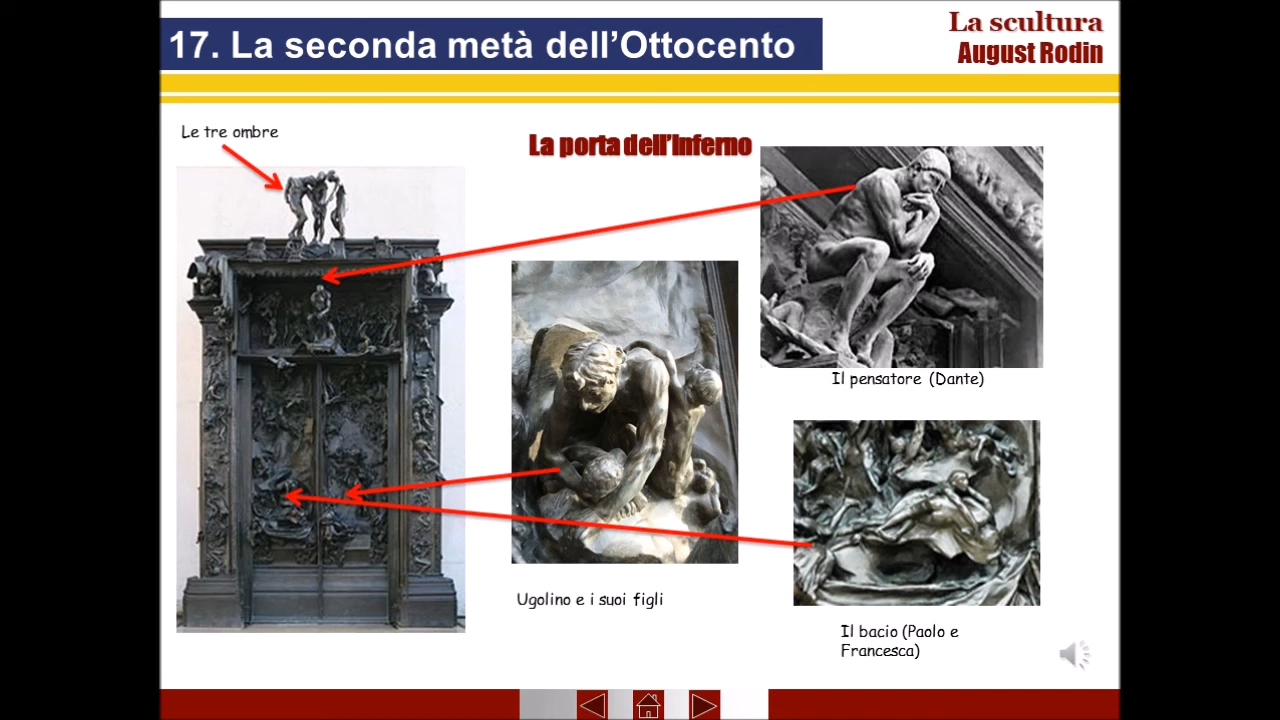 17. La seconda metà dell'Ottocento
La scultura
August Rodin
Le tre ombre
La porta dell'Inferno
Il pensatore (Dante)
Ugolino e i suoi figli
Il bacio (Paolo e
Francesca)